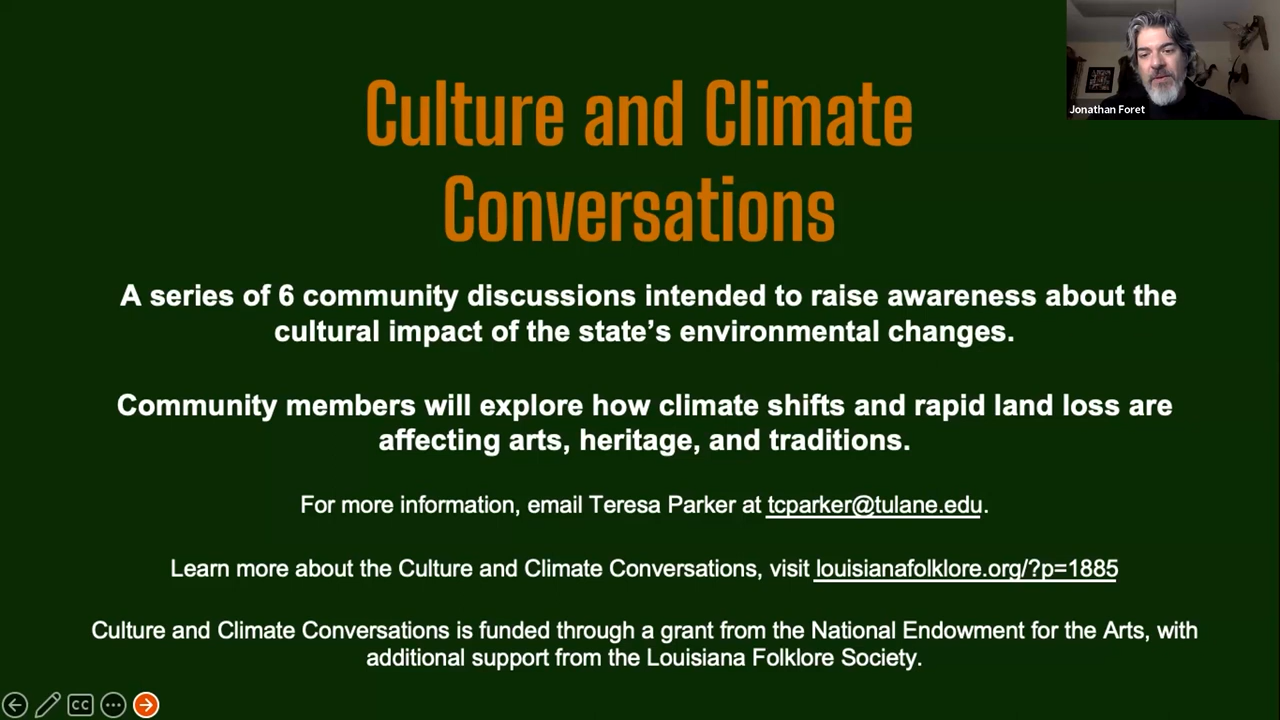 Jonathan Foret
Culture and Climate
Conversations
A series of 6 community discussions intended to raise awareness about the
cultural impact of the state’s environmental changes.
Community members will explore how climate shifts and rapid land loss are
affecting arts, heritage, and traditions.
For more information, email Teresa Parker at tcparker@tulane.edu.
Learn more about the Culture and Climate Conversations, visit louisianafolklore.org/?p=1885
Culture and Climate Conversations is funded through a grant from the National Endowment for the Arts, with
additional support from the Louisiana Folklore Society.
CC